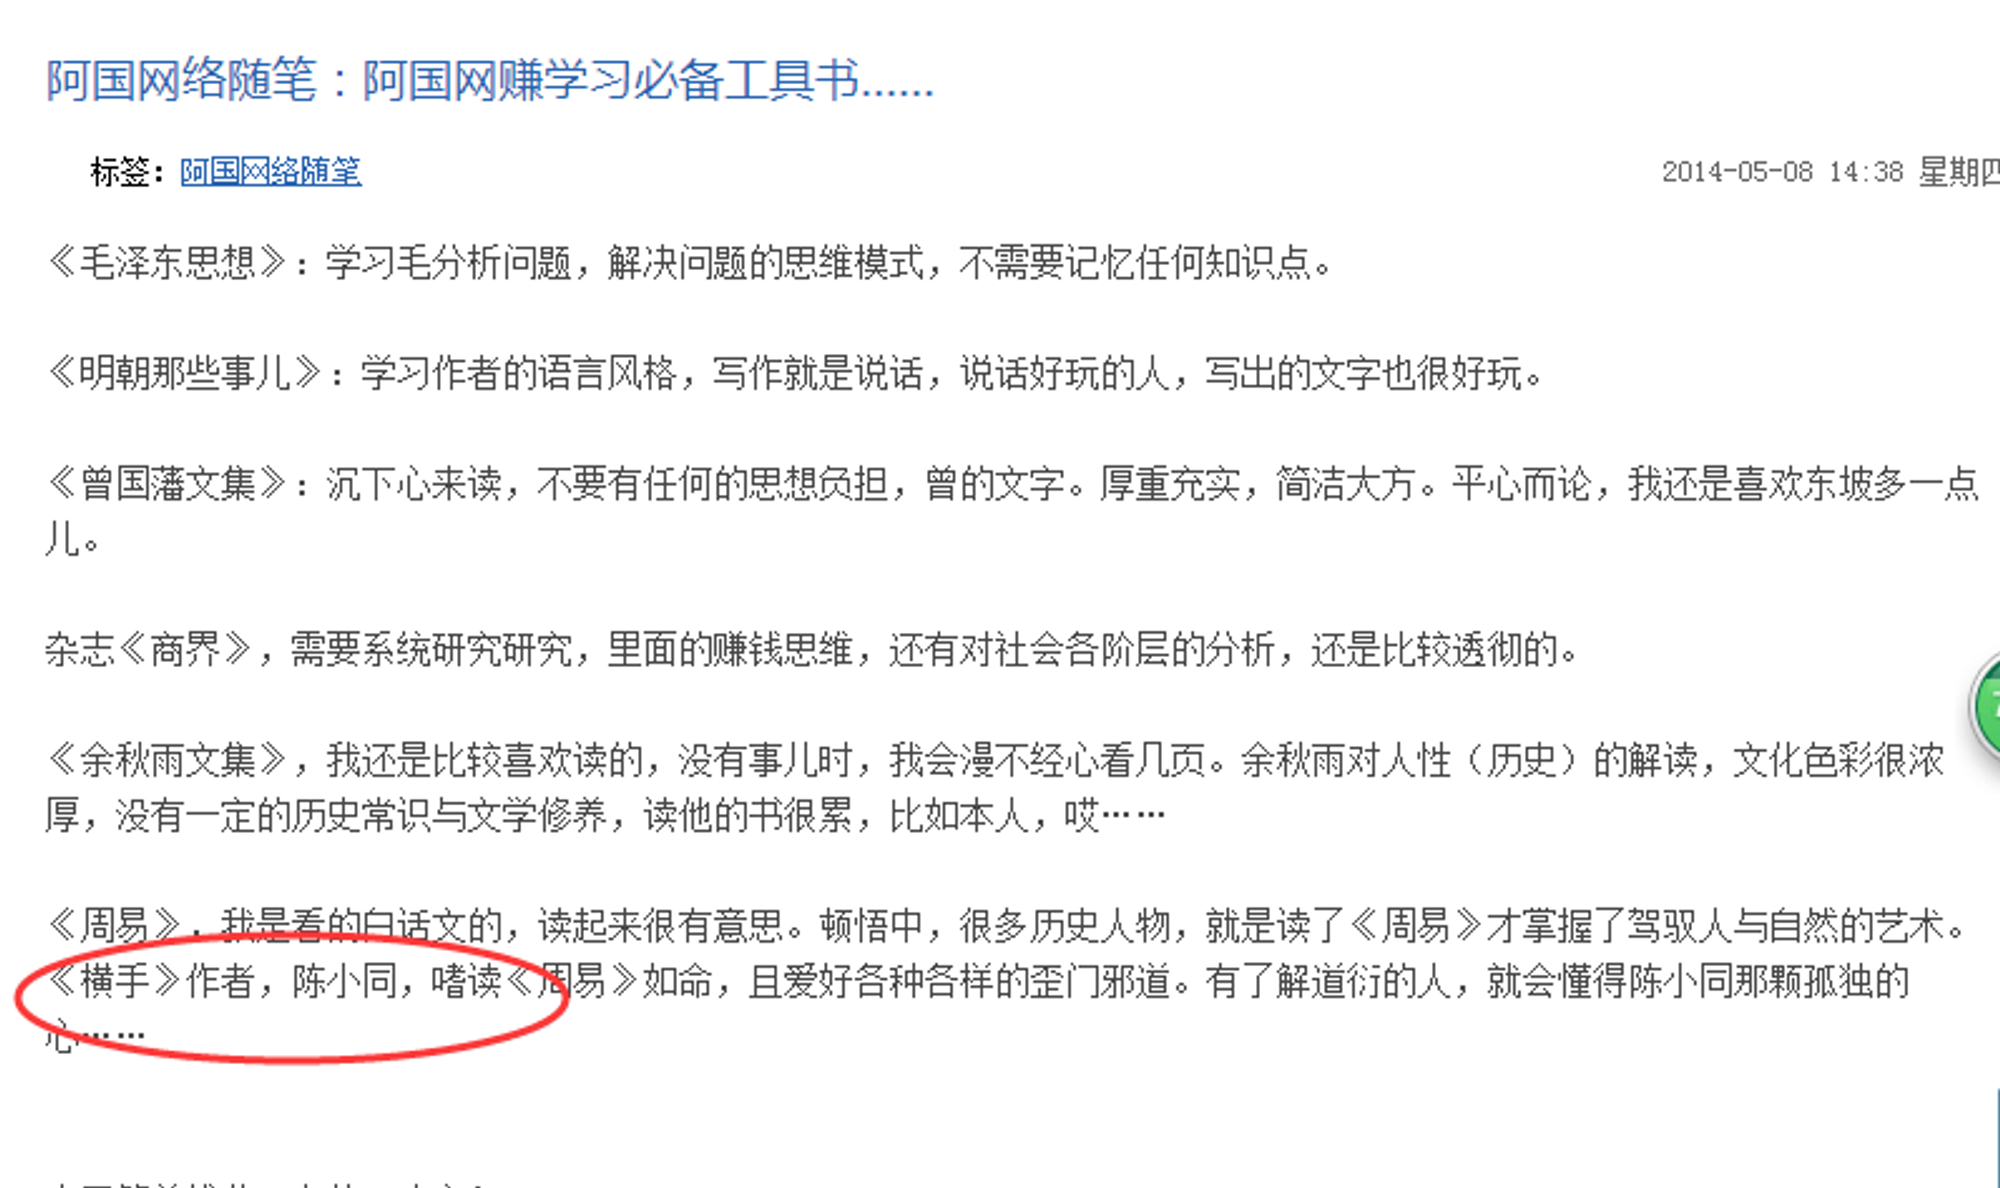 阿国网络随笔：阿国网赚学习必备工具书......
标签：阿国网络随笔
2014-05-08 14:38 星期四
《毛泽东思想》：学习毛分析问题，解决问题的思维模式，不需要记忆任何知识点。
《明朝那些事儿》：学习作者的语言风格，写作就是说话，说话好玩的人，写出的文字也很好玩。
《曾国藩文集》：沉下心来读，不要有任何的思想负担，曾的文字。厚重充实，简洁大方。平心而论，我还是喜欢东坡多一点
儿。
杂志《商界》，需要系统研究研究，里面的赚钱思维，还有对社会各阶层的分析，还是比较透彻的。
《余秋雨文集》，我还是比较喜欢读的，没有事儿时，我会漫不经心看几页。余秋雨对人性（历史）的解读，文化色彩很浓
厚，没有一定的历史常识与文学修养，读他的书很累，比如本人，哎……
《周易》，我是看的白话文的，读起来很有意思。顿悟中，很多历史人物，就是读了《周易》才掌握了驾驭人与自然的艺术。
《横手》作者，陈小同，嗜读《周易》如命，且爱好各种各样的歪门邪道。有了解道衍的人，就会懂得陈小同那颗孤独的
心……